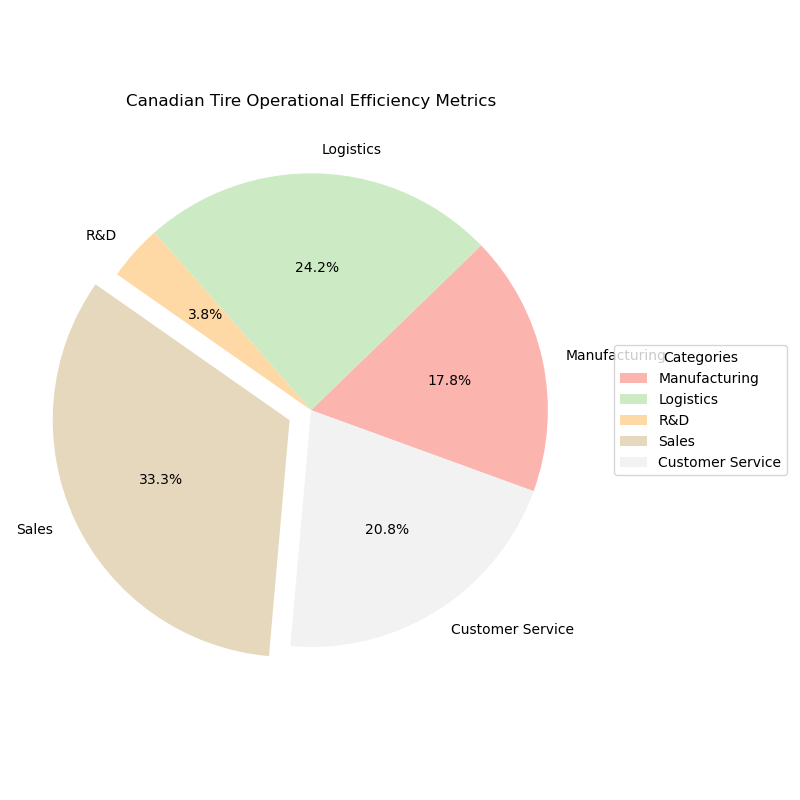 Canadian Tire Operational Efficiency Metrics
Logistics
R&D
24.2%
3.8%
Manufacturing
17.8%
33.3%
Sales
20.8%
Customer Service
Categories
Manufacturing
Logistics
R&D
Sales
Customer Service